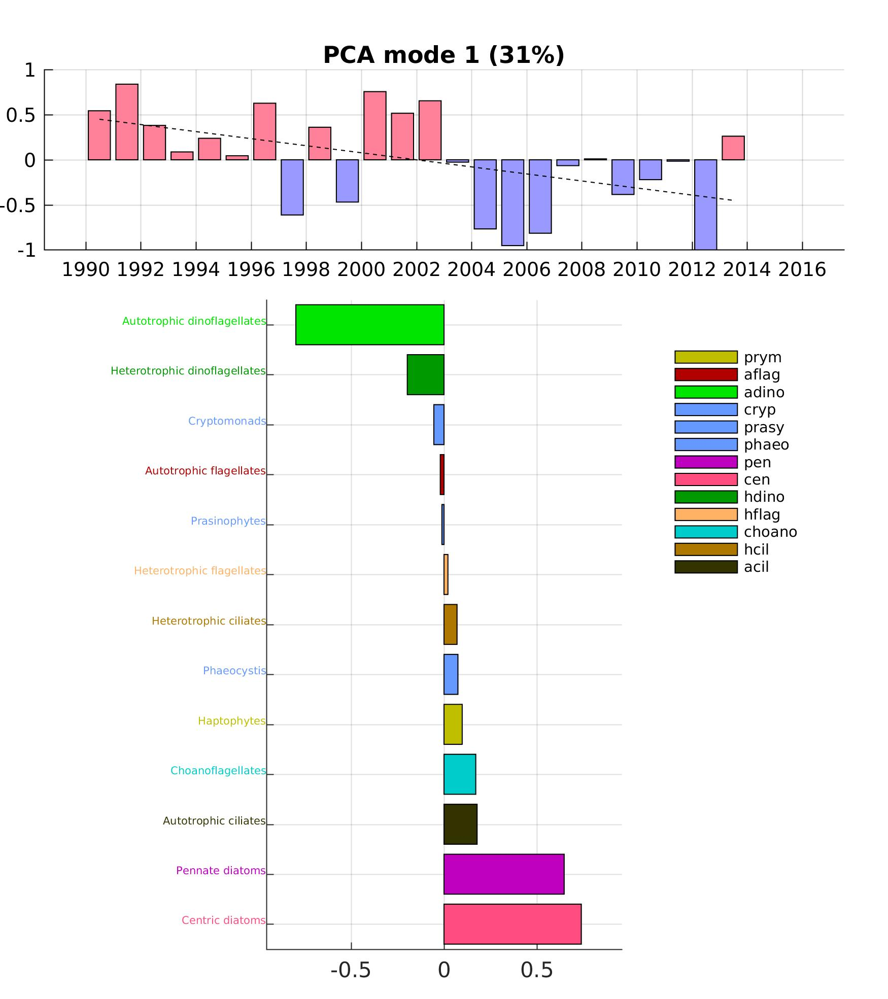 PCA mode 1 (31%)
1
0.5
0
-0.5
-1
1990 1992 1994 1996 1998 2000 2002 2004 2006 2008 2010 2012 2014 2016
Autotrophic dinoflagellates
Heterotrophic dinoflagellates
Cryptomonads
Autotrophic flagellates
Prasinophytes
Heterotrophic flagellates
Heterotrophic ciliates
Phaeocystis
Haptophytes
Choanoflagellates
Autotrophic ciliates
Pennate diatoms
Centric diatoms
-0.5 0 0.5
prym
aflag
adino
cryp
prasy
phaeo
pen
cen
hdino
hflag
choano
hcil
acil